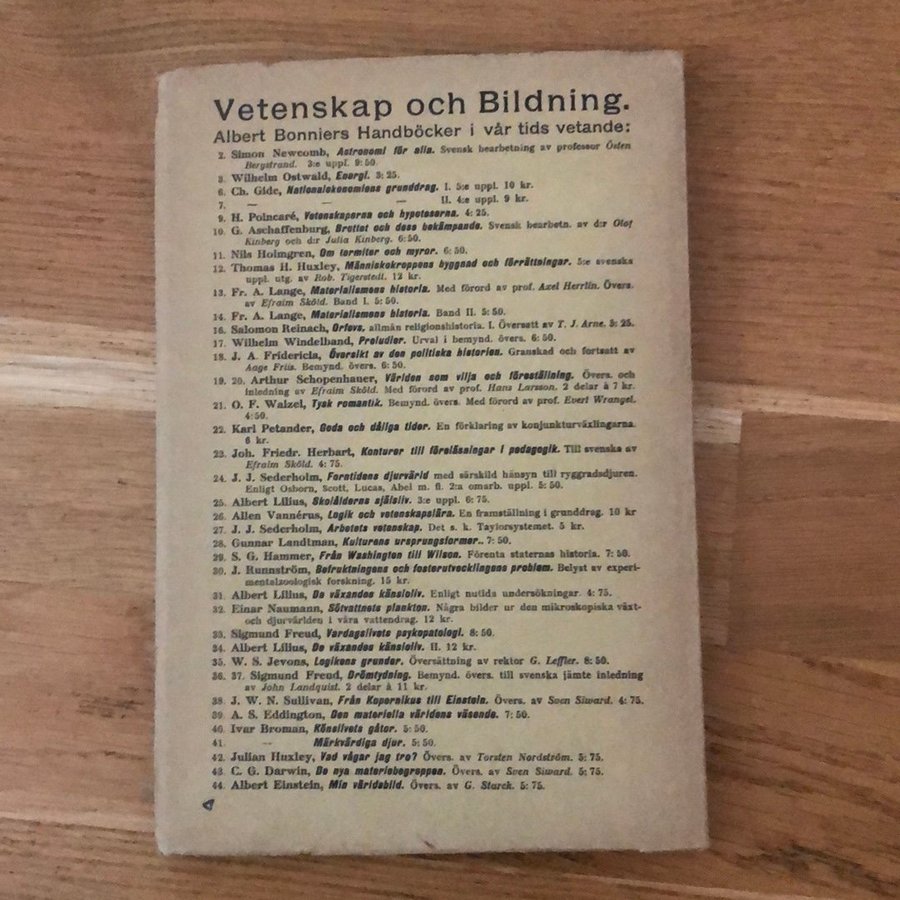 Vetenskap och Bildning.
Albert Bonniers Handböcker i vår tids vetande:
2. Simon Newcomb, Astronomi för alla. Svensk bearbetning av professor Östen
Bergstrand. 3:e uppl. 9:50.
3. Wilhelm Ostwald, Energi. 3:25.
6. Ch. Gide, Nationalekonomiens grunddrag. I. 5:e uppl. 10 kr.
7. — — — II. 4:e uppl. 9 kr.
9. H. Poincaré, Vetenskaperna och hypoteserna. 4:25.
10. G. Aschaffenburg, Brottet och dess bekämpande. Svensk bearbetn. av d:r Olof
Kinberg och d:r Julia Kinberg. 6:50.
11. Nils Holmgren, Om termiter och myror. 6:50.
12. Thomas H. Huxley, Människokroppens byggnad och förrättningar. 5:e svenska
uppl. utg. av Rob. Tigerstedt. 12 kr.
13. Fr. A. Lange, Materialismens historia. Med förord av prof. Axel Herrlin. Övers.
av Efraim Sköld. Band I. 5:50.
14. Fr. A. Lange, Materialismens historia. Band II. 5:50.
16. Salomon Reinach, Orfevs, allmän religionshistoria. I. Översatt av T. J. Arne. 3:25.
17. Wilhelm Windelband, Preludier. Urval i bemynd. övers. 6:50.
18. J. A. Fridericia, Översikt av den politiska historien. Granskad och fortsatt av
Aage Friis. Bemynd. övers. 6:50.
19. 20. Arthur Schopenhauer, Världen som vilja och föreställning. Övers. och
inledning av Efraim Sköld. Med förord av prof. Hans Larsson. 2 delar à 7 kr.
21. O. F. Walzel, Tysk romantik. Bemynd. övers. Med förord av prof. Evert Wrangel.
4:50.
22. Karl Petander, Goda och dåliga tider. En förklaring av konjunkturväxlingarna.
6 kr.
23. Joh. Friedr. Herbart, Konturer till föreläsningar i pedagogik. Till svenska av
Efraim Sköld. 4:75.
24. J. J. Sederholm, Forntidens djurvärld med särskild hänsyn till ryggradsdjuren.
Enligt Osborn, Scott, Lucas, Abel m. fl. 2:a omarb. uppl. 5:50.
25. Albert Lilius, Skolålderns själsliv. 3:e uppl. 6:75.
26. Allen Vannérus, Logik och vetenskapslära. En framställning i grunddrag. 10 kr
27. J. J. Sederholm, Arbetets vetenskap. Det s. k. Taylorsystemet. 5 kr.
28. Gunnar Landtman, Kulturens ursprungsformer.. 7:50.
29. S. G. Hammer, Från Washington till Wilson. Förenta staternas historia. 7:50.
30. J. Runnström, Befruktningens och fosterutvecklingens problem. Belyst av experi-
mentalzoologisk forskning. 15 kr.
31. Albert Lilius, De växandes känsloliv. Enligt nutida undersökningar. 4:75.
32. Einar Naumann, Sötvattnets plankton. Några bilder ur den mikroskopiska växt-
och djurvärlden i våra vattendrag. 12 kr.
33. Sigmund Freud, Vardagslivets psykopatologi. 8:50.
34. Albert Lilius, De växandes känsloliv. II. 12 kr.
35. W. S. Jevons, Logikens grunder. Översättning av rektor G. Leffler. 8:50.
36. 37. Sigmund Freud, Drömtydning. Bemynd. övers. till svenska jämte inledning
av John Landquist. 2 delar à 11 kr.
38. J. W. N. Sullivan, Från Kopernikus till Einstein. Övers. av Sven Siward. 4:75.
39. A. S. Eddington, Den materiella världens väsende. 7:50.
40. Ivar Broman, Könslivets gåtor. 5:50.
41. — Märkvärdiga djur. 5:50.
42. Julian Huxley, Vad vågar jag tro? Övers. av Torsten Nordström. 5:75.
43. C. G. Darwin, De nya materiebegreppen. Övers. av Sven Siward. 5:75.
44. Albert Einstein, Min världsbild. Övers. av G. Starck. 5:75.